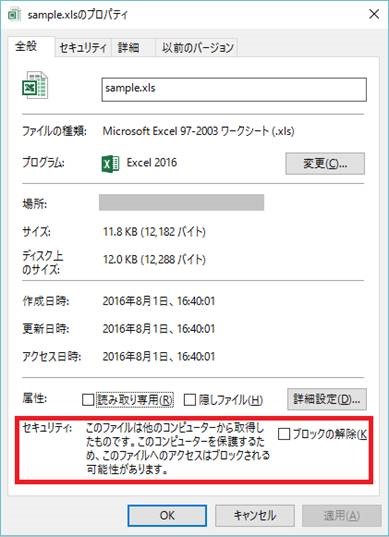 sample.xlsのプロパティ
全般 セキュリティ 詳細 以前のバージョン
sample.xls
ファイルの種類: Microsoft Excel 97-2003 ワークシート (.xls)
プログラム: Excel 2016 変更(C)...
場所:
サイズ: 11.8 KB (12,182 バイト)
ディスク上
のサイズ: 12.0 KB (12,288 バイト)
作成日時: 2016年8月1日、16:40:01
更新日時: 2016年8月1日、16:40:01
アクセス日時: 2016年8月1日、16:40:01
属性: 読み取り専用(R) 隠しファイル(H) 詳細設定(D)...
セキュリティ: このファイルは他のコンピューターから取得し
たものです。このコンピューターを保護するた
め、このファイルへのアクセスはブロックされる
可能性があります。
ブロックの解除(K
OK キャンセル 適用(A)